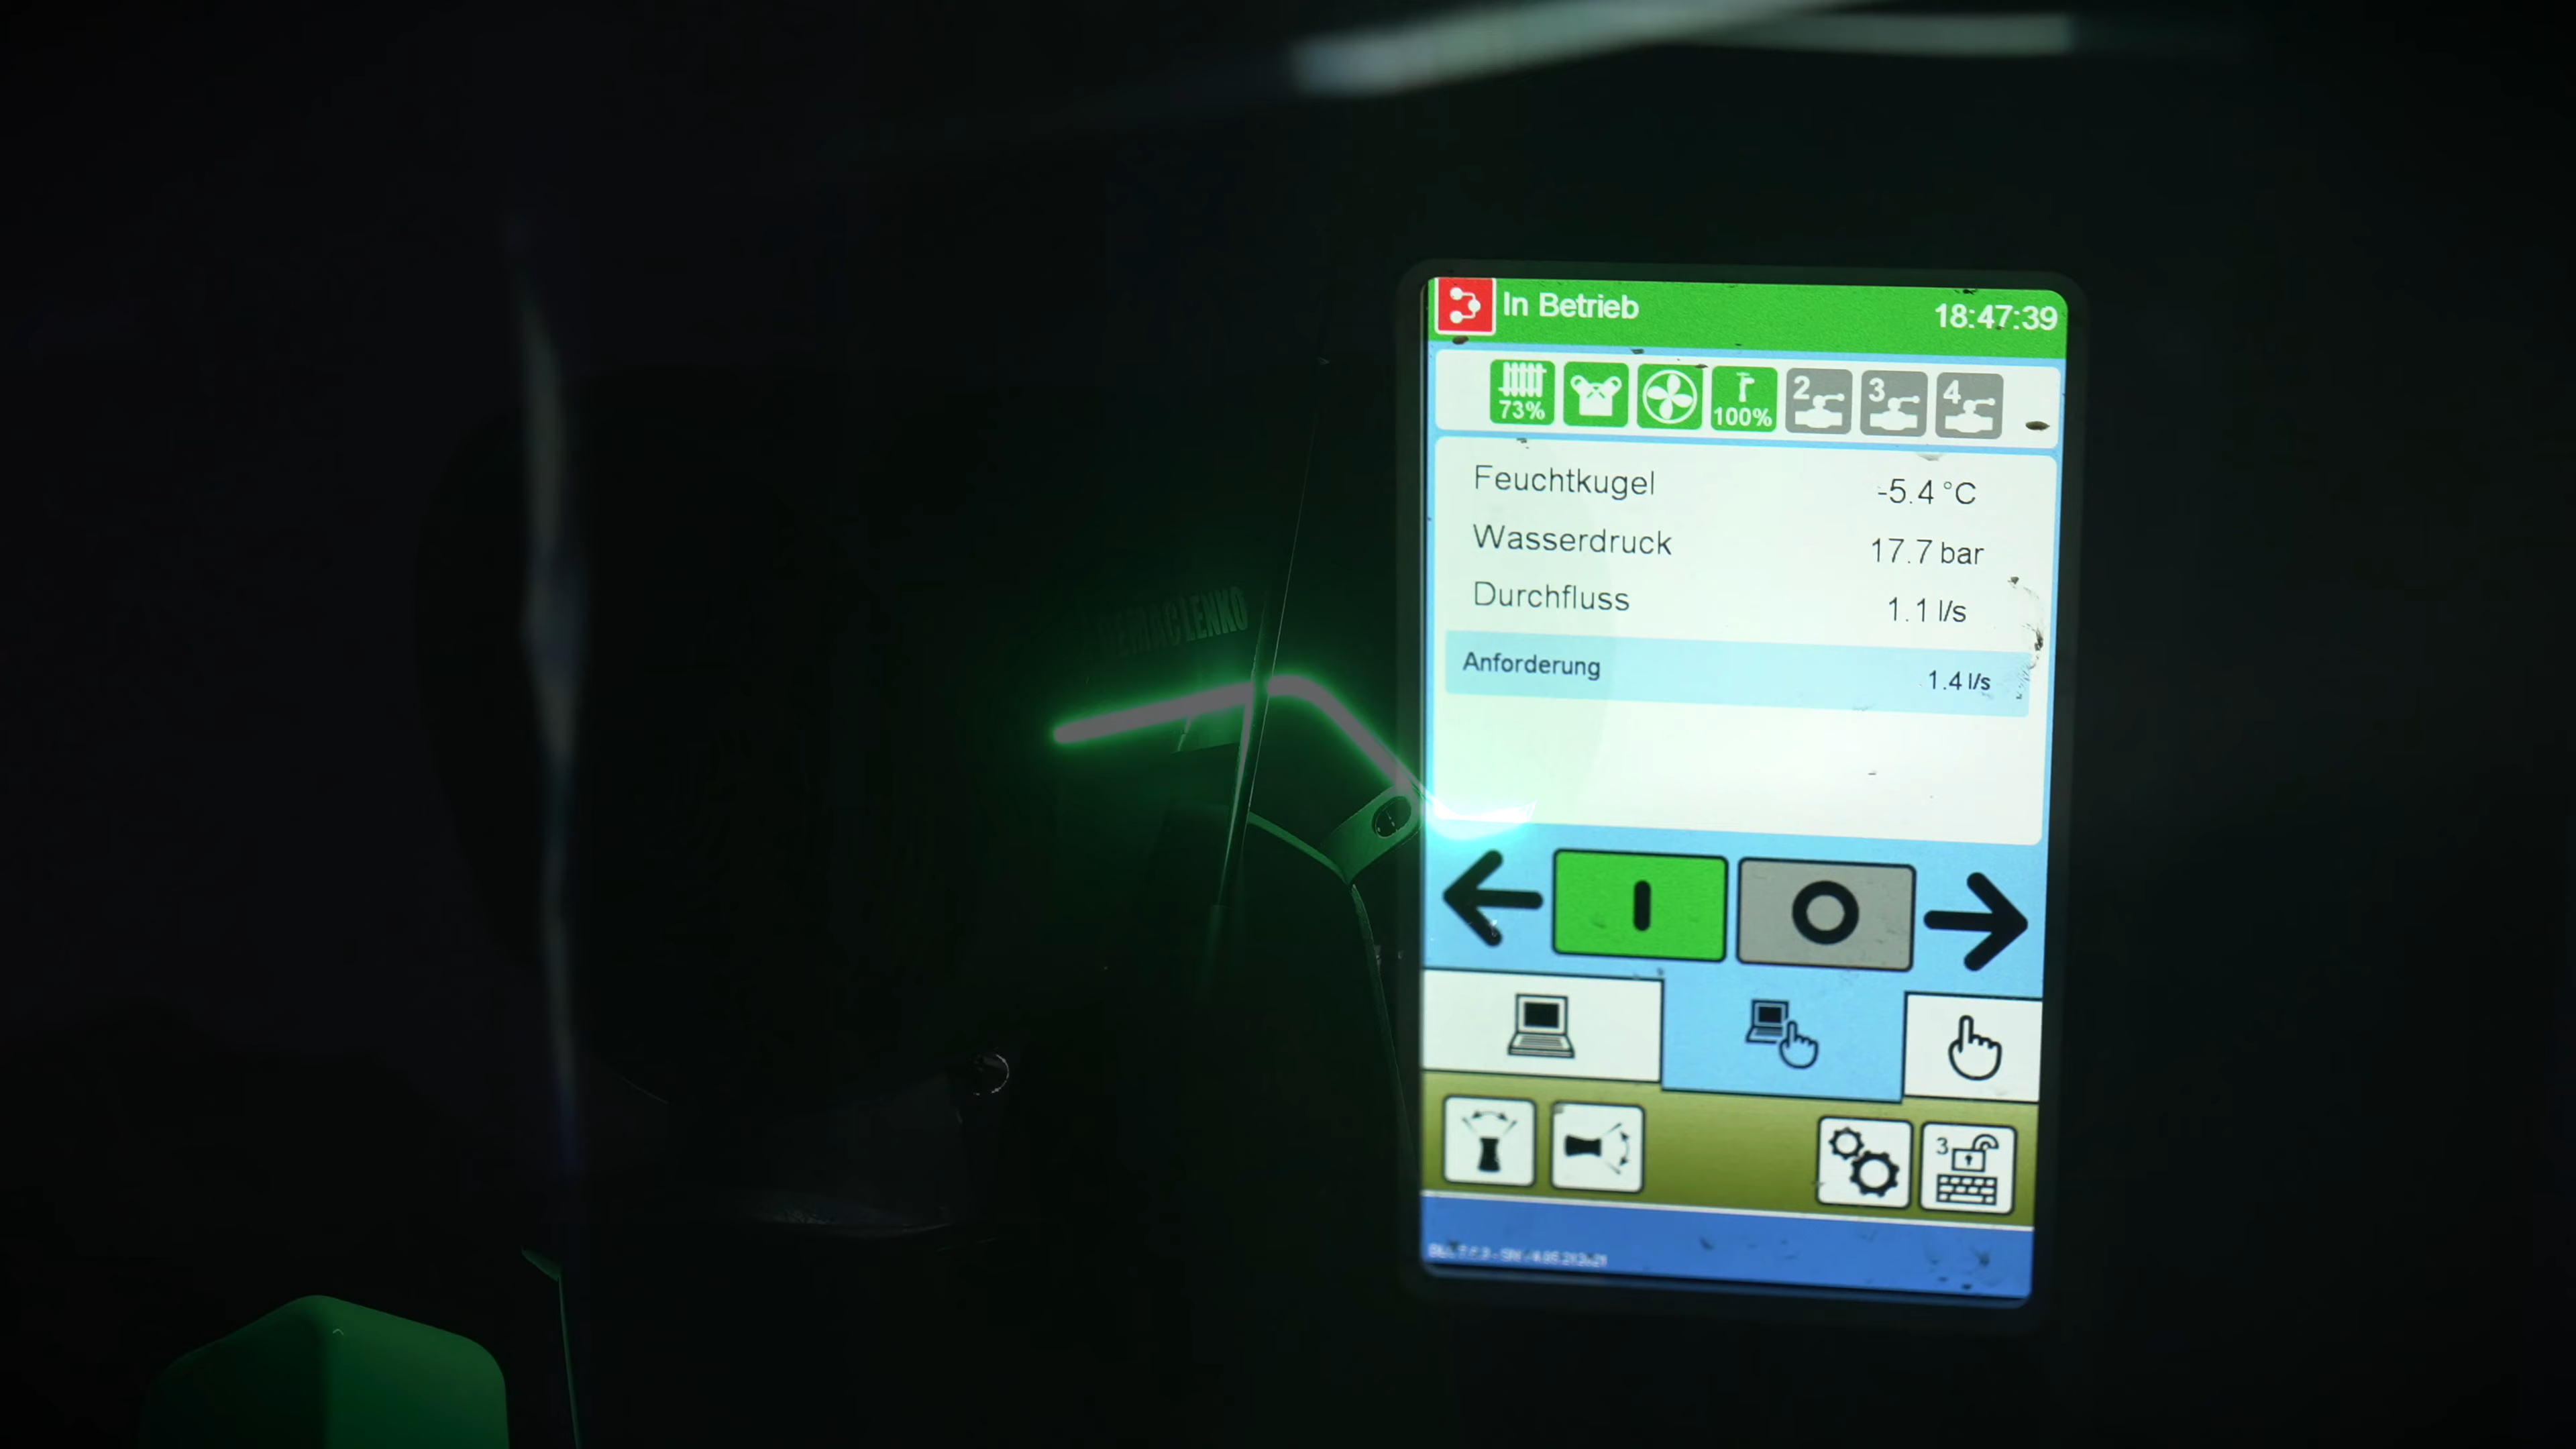 In Betrieb 18:47:39
73% 100% 2 3 4
Feuchtkugel -5.4 °C
Wasserdruck 17.7 bar
Durchfluss 1.1 l/s
Anforderung 1.4 l/s
I O
3
DEMACLENKO